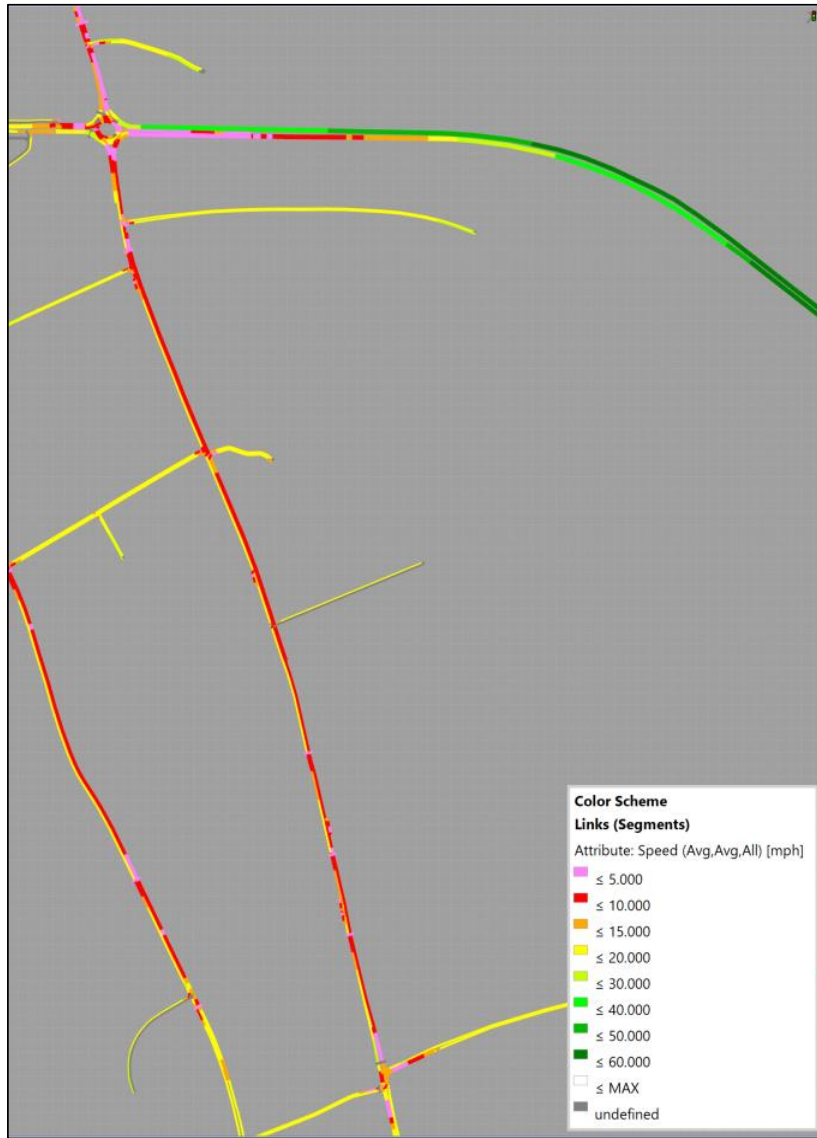 Color Scheme
Links (Segments)
Attribute: Speed (Avg,Avg,All) [mph]
≤ 5.000
≤ 10.000
≤ 15.000
≤ 20.000
≤ 30.000
≤ 40.000
≤ 50.000
≤ 60.000
≤ MAX
undefined